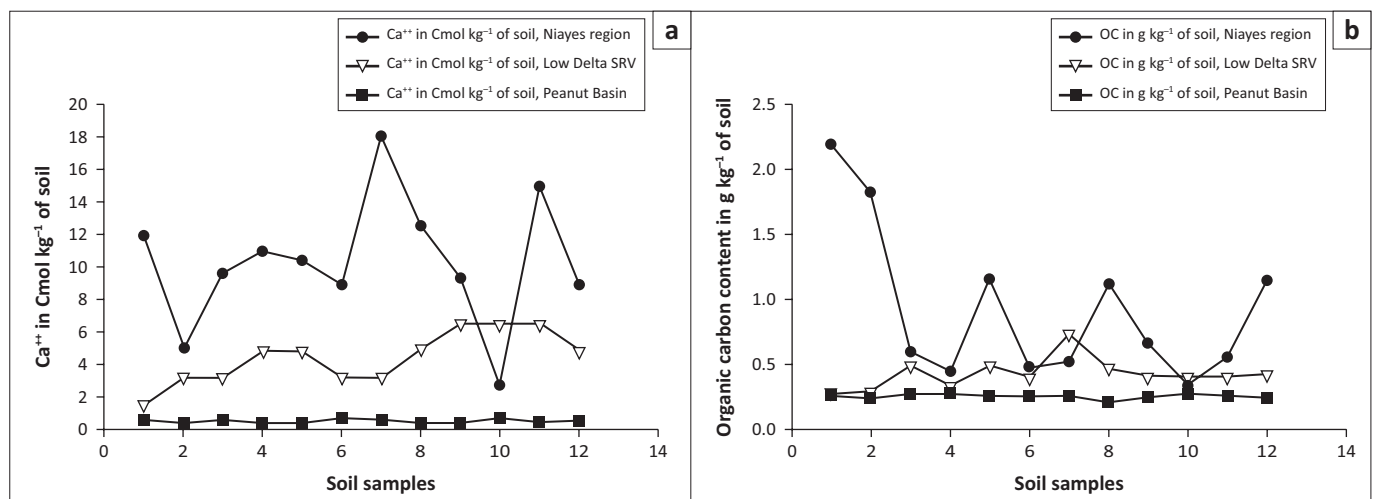 a
Ca⁺⁺ in Cmol kg⁻¹ of soil, Niayes region
Ca⁺⁺ in Cmol kg⁻¹ of soil, Low Delta SRV
Ca⁺⁺ in Cmol kg⁻¹ of soil, Peanut Basin
Ca⁺⁺ in Cmol kg⁻¹ of soil
20
18
16
14
12
10
8
6
4
2
0
0 2 4 6 8 10 12 14
Soil samples
b
OC in g kg⁻¹ of soil, Niayes region
OC in g kg⁻¹ of soil, Low Delta SRV
OC in g kg⁻¹ of soil, Peanut Basin
Organic carbon content in g kg⁻¹ of soil
2.5
2.0
1.5
1.0
0.5
0.0
0 2 4 6 8 10 12 14
Soil samples